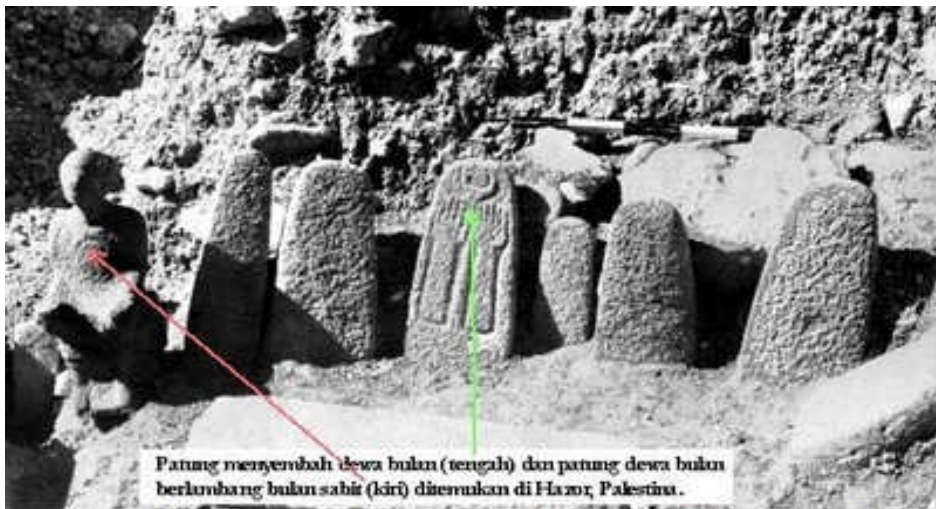 Patung menyembah dewa bulan (tengah) dan patung dewa bulan
berlambang bulan sabit (kiri) ditemukan di Hazor, Palestina.